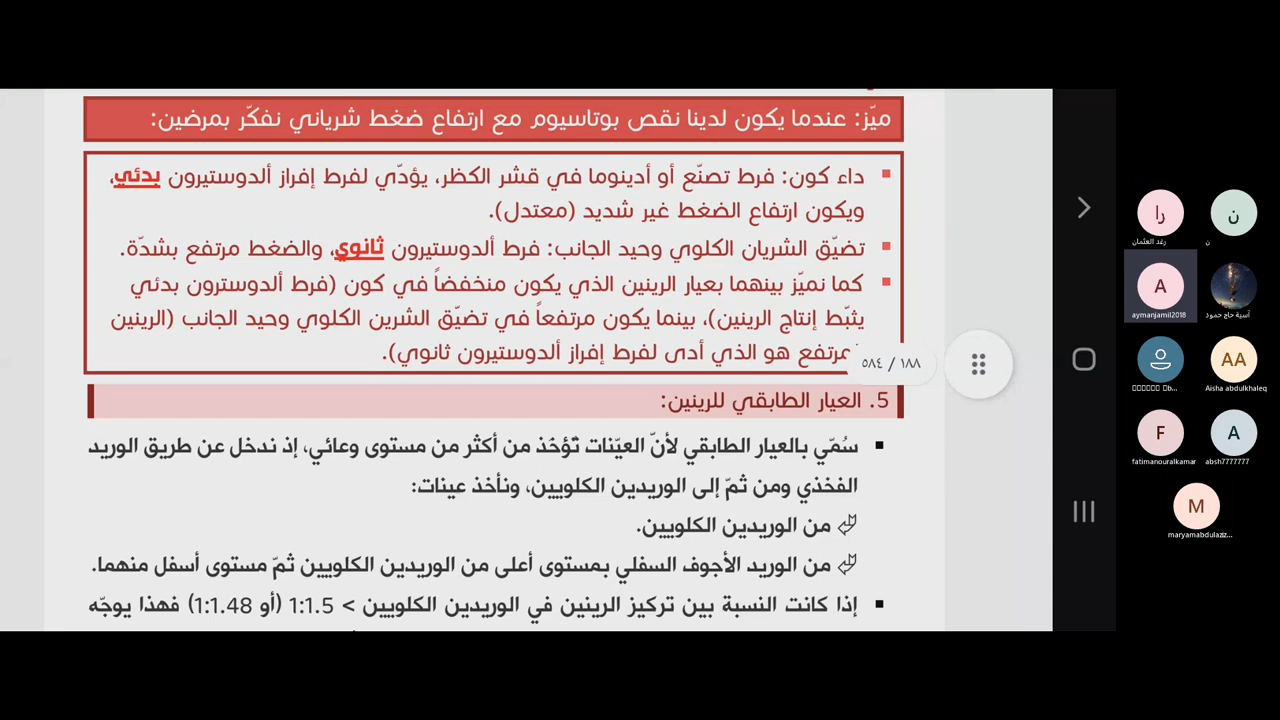 ميّز: عندما يكون لدينا نقص بوتاسيوم مع ارتفاع ضغط شرياني نفكّر بمرضين:
داء كون: فرط تصنّع أو أدينوما في قشر الكظر، يؤدّي لفرط إفراز ألدوستيرون بدئي،
ويكون ارتفاع الضغط غير شديد (معتدل).
تضيّق الشريان الكلوي وحيد الجانب: فرط ألدوستيرون ثانوي، والضغط مرتفع بشدّة.
كما نميّز بينهما بعيار الرينين الذي يكون منخفضاً في كون (فرط ألدوسترون بدئي
يثبّط إنتاج الرينين)، بينما يكون مرتفعاً في تضيّق الشرين الكلوي وحيد الجانب (الرينين
هو الذي أدى لفرط إفراز ألدوستيرون ثانوي).
١٨٨ / ٥٨٤
5. العيار الطابقي للرينين:
سُمّي بالعيار الطابقي لأنّ العيّنات تُؤخَذ من أكثر من مستوى وعائي، إذ ندخل عن طريق الوريد
الفخذي ومن ثمّ إلى الوريدين الكلويين، ونأخذ عينات:
من الوريدين الكلويين.
من الوريد الأجوف السفلي بمستوى أعلى من الوريدين الكلويين ثمّ مستوى أسفل منهما.
إذا كانت النسبة بين تركيز الرينين في الوريدين الكلويين > 1:1.5 (أو 1:1.48) فهذا يوجّه
را
رغد العثمان
ن
ن
A
aymanjamil2018
آسية حاج حمود
AA
Aisha abdulkhaleq
F
fatimanouralkamar
A
absh7777777
M
maryamabdulaziz...